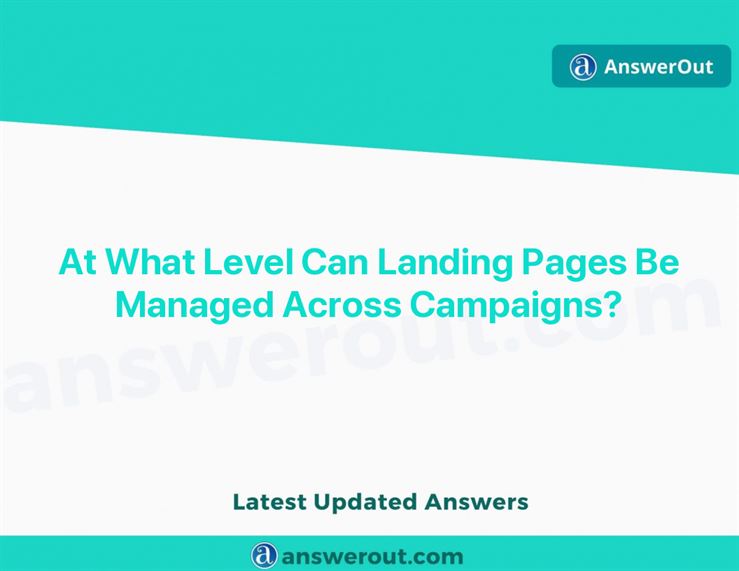 AnswerOut
At What Level Can Landing Pages Be
Managed Across Campaigns?
answerout.com
Latest Updated Answers
answerout.com